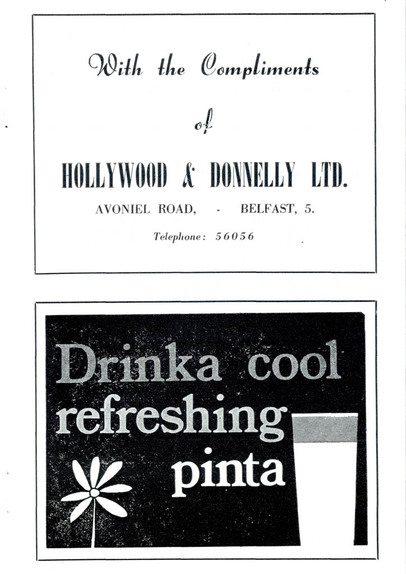 With the Compliments
of
HOLLYWOOD & DONNELLY LTD.
AVONIEL ROAD, - BELFAST, 5.
Telephone: 56056
Drinka cool
refreshing
pinta